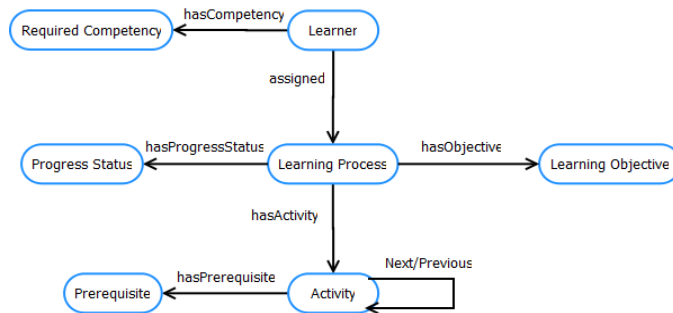 hasCompetency
Required Competency
Learner
assigned
hasProgressStatus
hasObjective
Progress Status
Learning Process
Learning Objective
hasActivity
Next/Previous
hasPrerequisite
Prerequisite
Activity